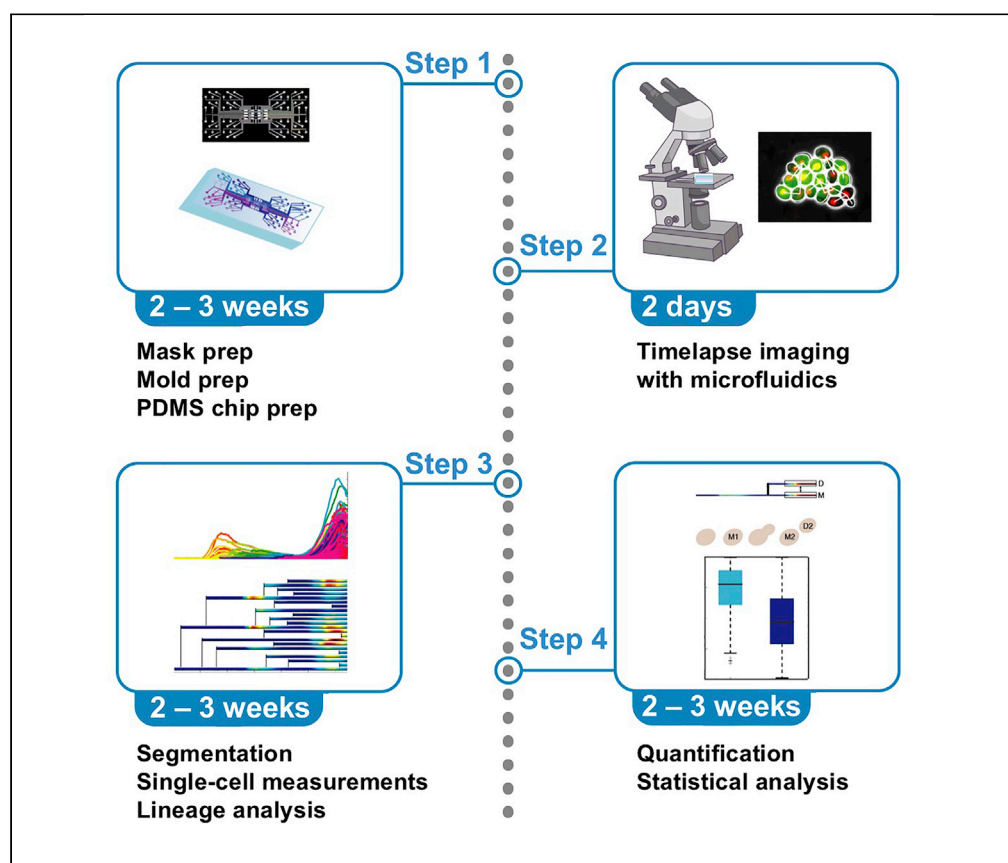 Step 1
2 – 3 weeks
Mask prep
Mold prep
PDMS chip prep
Step 2
2 days
Timelapse imaging
with microfluidics
Step 3
2 – 3 weeks
Segmentation
Single-cell measurements
Lineage analysis
D
M
M1
M2
D2
Step 4
2 – 3 weeks
Quantification
Statistical analysis